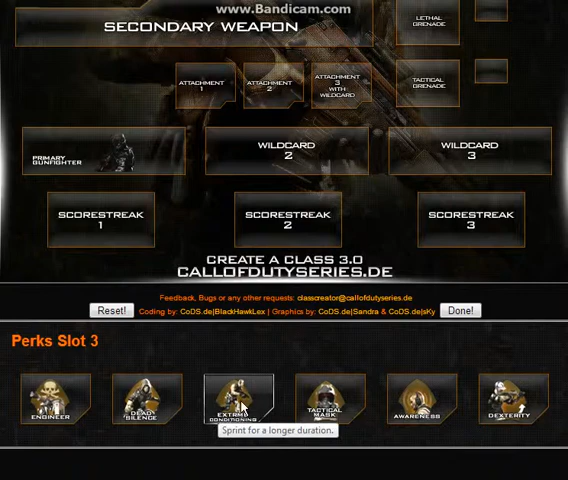 www.Bandicam.com
SECONDARY WEAPON
LETHAL
GRENADE
ATTACHMENT
1
ATTACHMENT
2
ATTACHMENT
3
WITH
WILDCARD
TACTICAL
GRENADE
PRIMARY
GUNFIGHTER
WILDCARD
2
WILDCARD
3
SCORESTREAK
1
SCORESTREAK
2
SCORESTREAK
3
CREATE A CLASS 3.0
CALLOFDUTYSERIES.DE
Feedback, Bugs or any other requests: classcreator@callofdutyseries.de
Reset!
Coding by: CoDS.de|BlackHawkLex | Graphics by: CoDS.de|Sandra & CoDS.de|sKy
Done!
Perks Slot 3
ENGINEER
DEAD
SILENCE
EXTRME
CONDITIONING
TACTICAL
MASK
AWARENESS
DEXTERITY
Sprint for a longer duration.